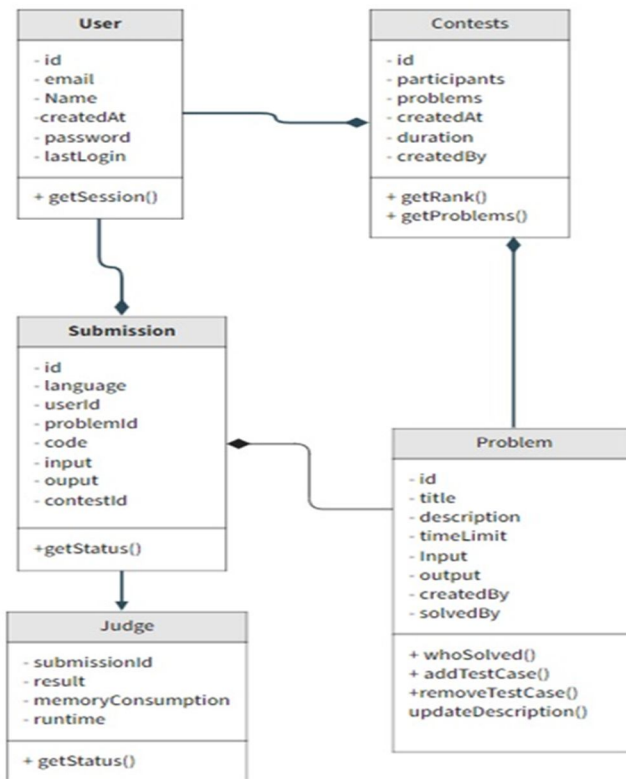 User
- id
- email
- Name
-createdAt
- password
- lastLogin
+ getSession()
Contests
- id
- participants
- problems
- createdAt
- duration
- createdBy
+ getRank()
+ getProblems()
Submission
- id
- language
- userId
- problemId
- code
- input
- ouput
- contestId
+getStatus()
Problem
- id
- title
- description
- timeLimit
- Input
- output
- createdBy
- solvedBy
+ whoSolved()
+ addTestCase()
+removeTestCase()
updateDescription()
Judge
- submissionId
- result
- memoryConsumption
- runtime
+ getStatus()